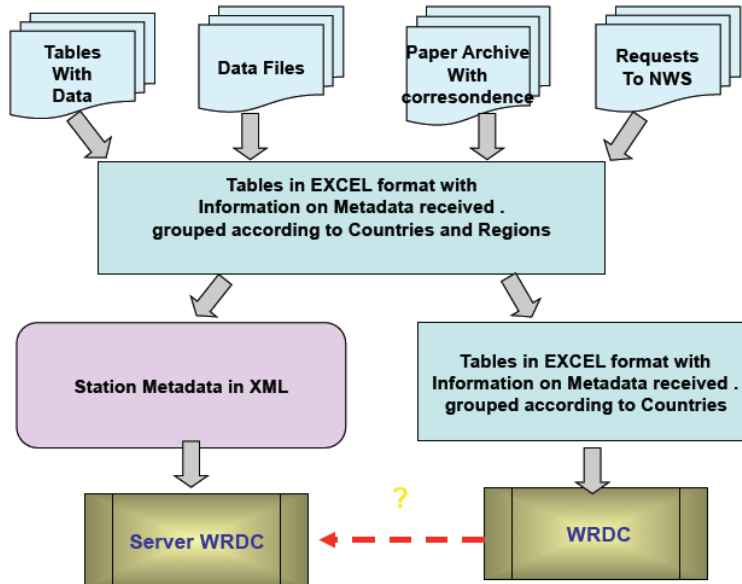 Tables
With
Data
Data Files
Paper Archive
With
corresondence
Requests
To NWS
Tables in EXCEL format with
Information on Metadata received .
grouped according to Countries and Regions
Station Metadata in XML
Tables in EXCEL format with
Information on Metadata received .
grouped according to Countries
?
Server WRDC
WRDC